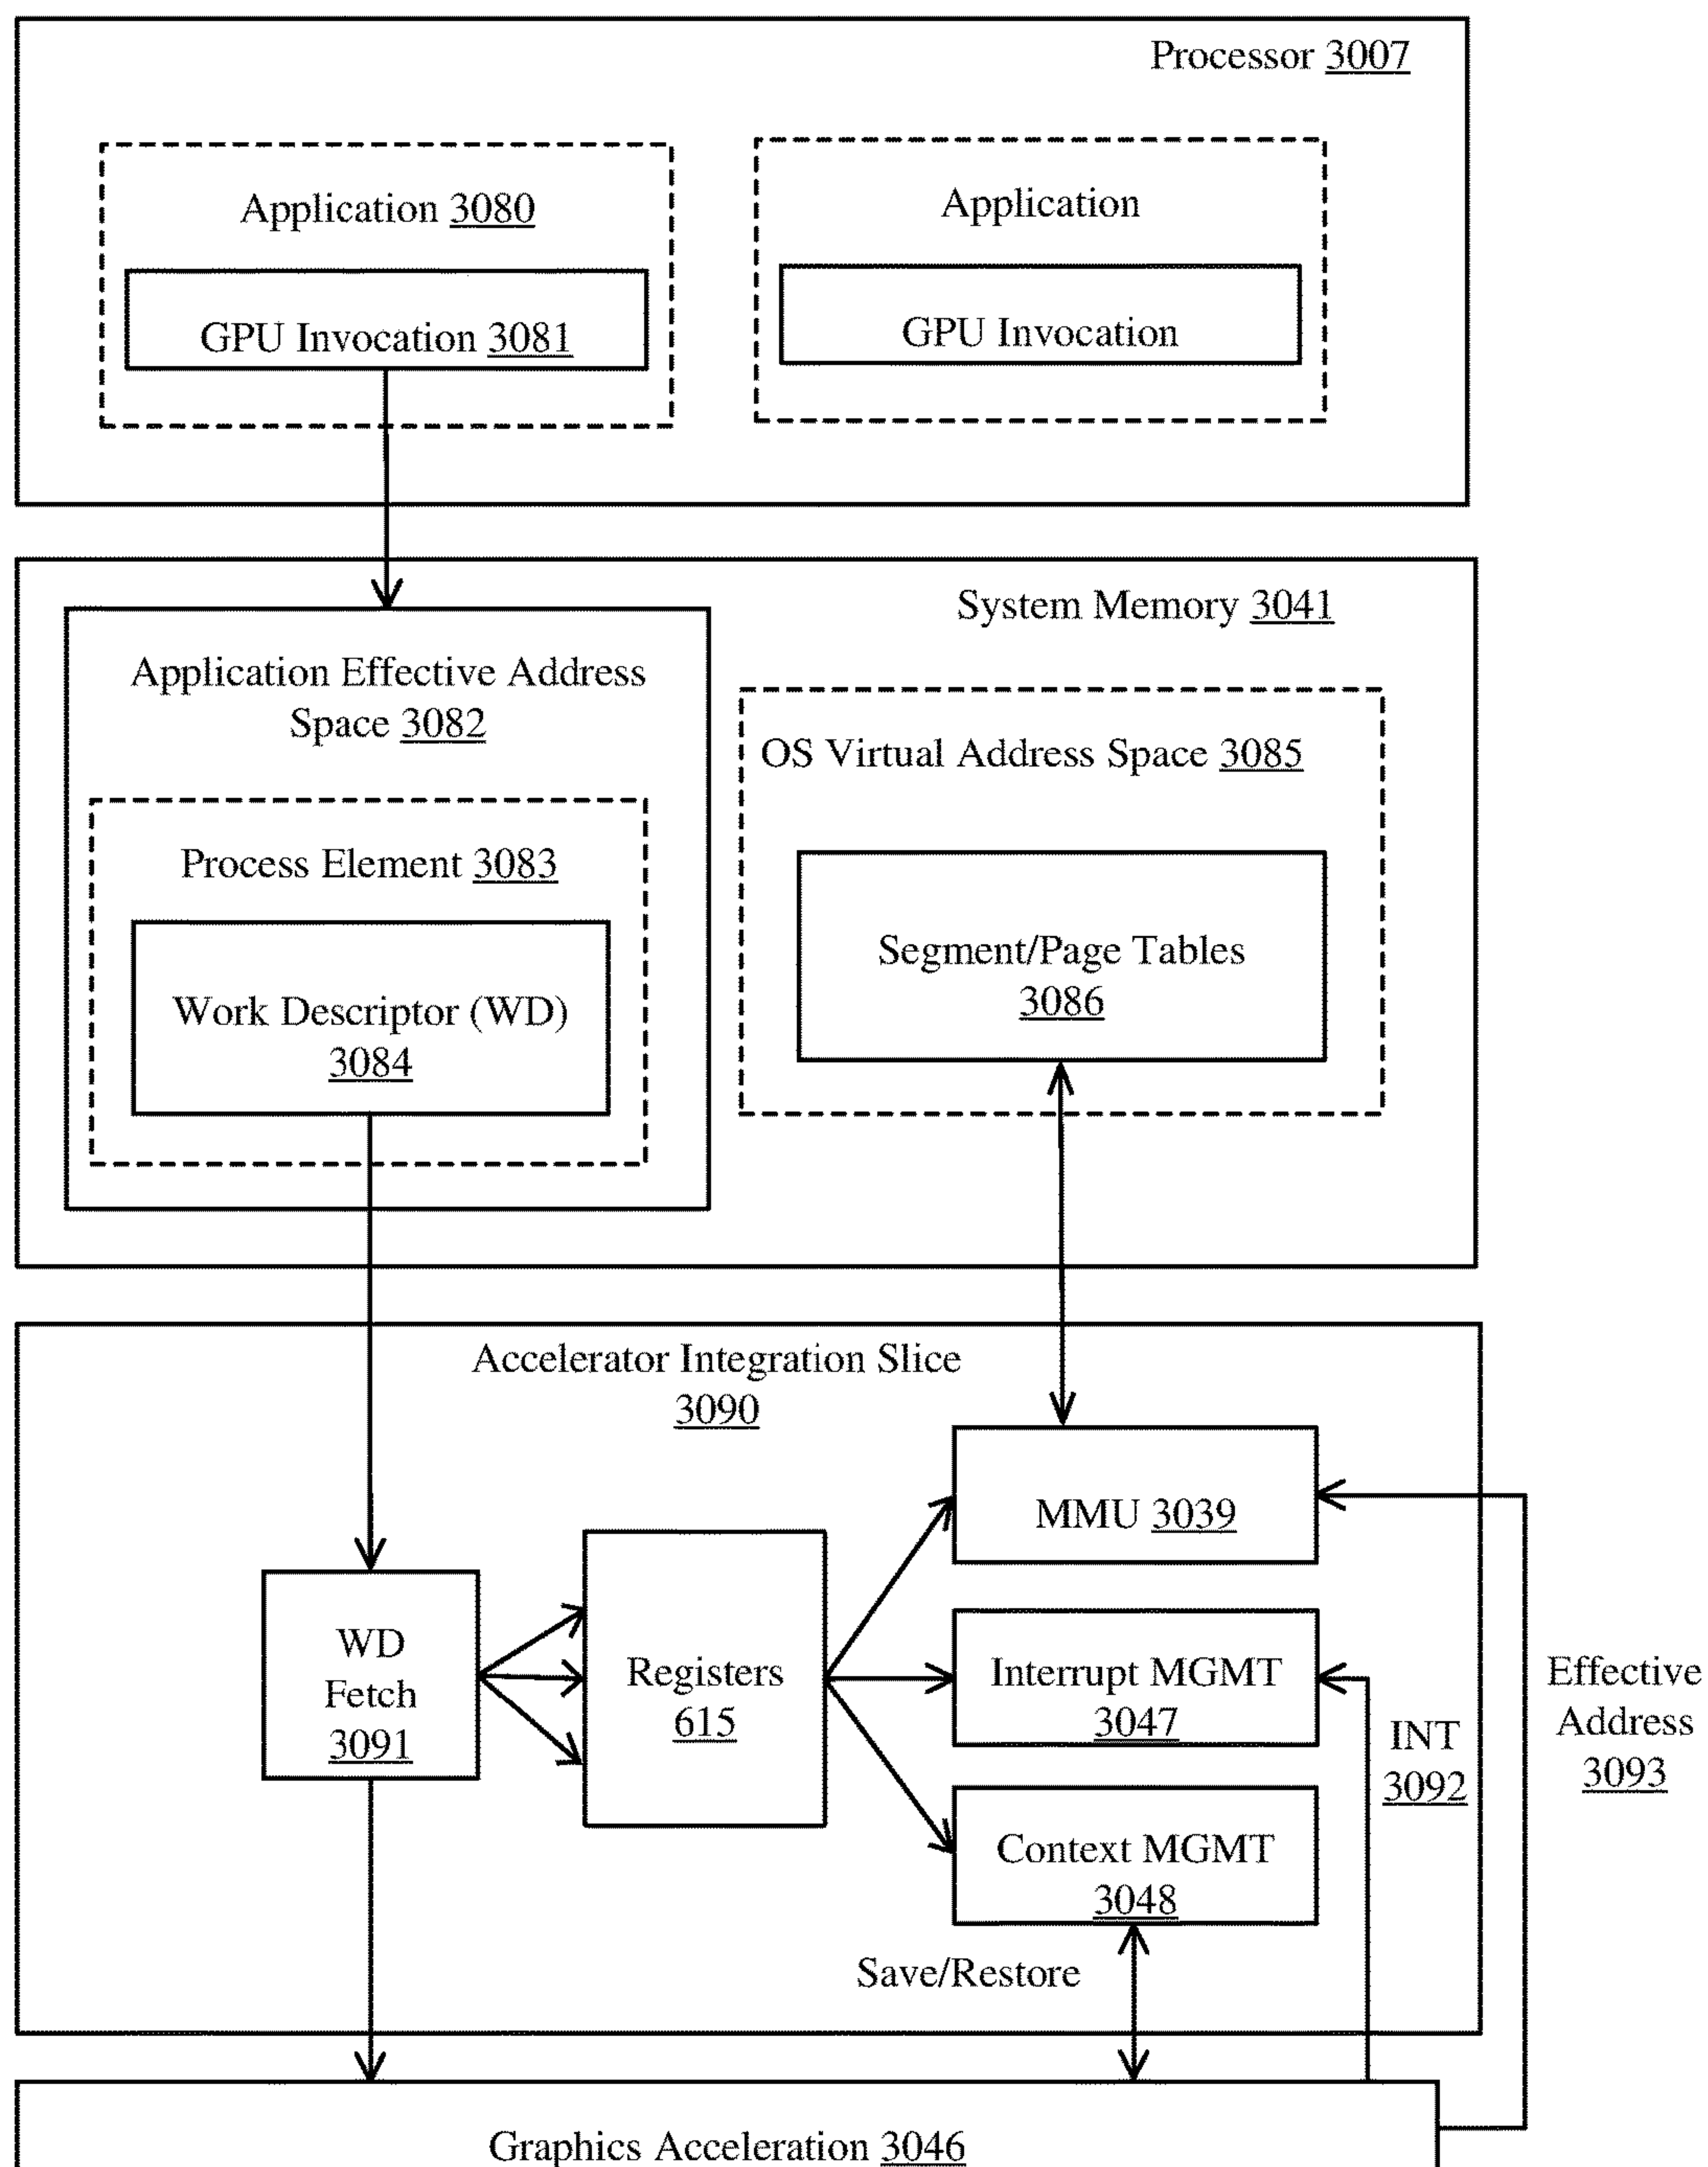 Processor 3007
Application 3080
GPU Invocation 3081
Application
GPU Invocation
System Memory 3041
Application Effective Address
Space 3082
Process Element 3083
Work Descriptor (WD)
3084
OS Virtual Address Space 3085
Segment/Page Tables
3086
Accelerator Integration Slice
3090
WD
Fetch
3091
Registers
615
MMU 3039
Interrupt MGMT
3047
Context MGMT
3048
Save/Restore
INT
3092
Effective
Address
3093
Graphics Acceleration 3046